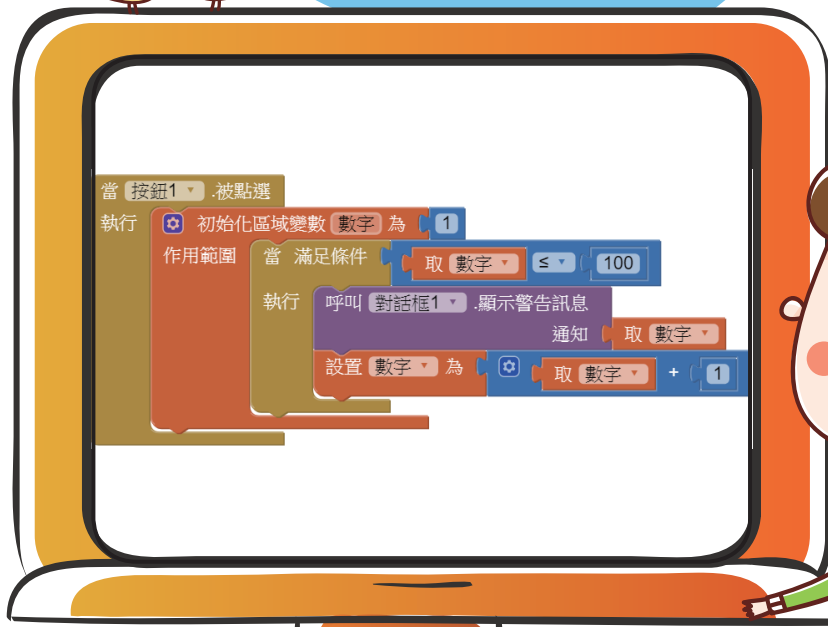 當 按鈕1 .被點選
執行 初始化區域變數 數字 為 1
作用範圍 當 滿足條件 取 數字 ≤ 100
執行 呼叫 對話框1 .顯示警告訊息
通知 取 數字
設置 數字 為 取 數字 + 1